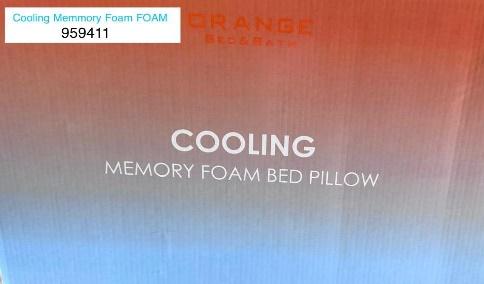 Cooling Memmory Foam FOAM
959411
ORANGE
BED&BATH
COOLING
MEMORY FOAM BED PILLOW